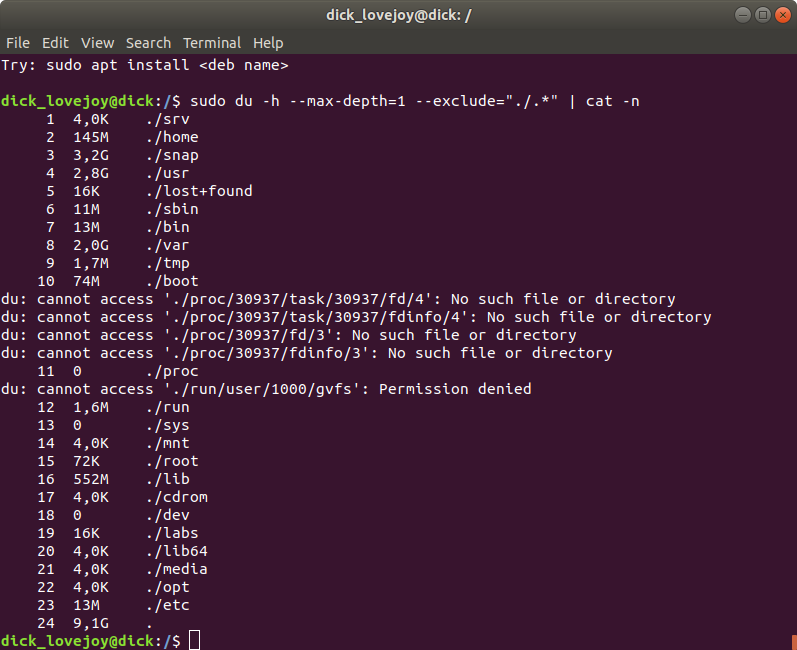 dick_lovejoy@dick: /
File Edit View Search Terminal Help
Try: sudo apt install <deb name>

dick_lovejoy@dick:/$ sudo du -h --max-depth=1 --exclude="./.*" | cat -n
     1	4,0K	./srv
     2	145M	./home
     3	3,2G	./snap
     4	2,8G	./usr
     5	16K	./lost+found
     6	11M	./sbin
     7	13M	./bin
     8	2,0G	./var
     9	1,7M	./tmp
    10	74M	./boot
du: cannot access './proc/30937/task/30937/fd/4': No such file or directory
du: cannot access './proc/30937/task/30937/fdinfo/4': No such file or directory
du: cannot access './proc/30937/fd/3': No such file or directory
du: cannot access './proc/30937/fdinfo/3': No such file or directory
    11	0	./proc
du: cannot access './run/user/1000/gvfs': Permission denied
    12	1,6M	./run
    13	0	./sys
    14	4,0K	./mnt
    15	72K	./root
    16	552M	./lib
    17	4,0K	./cdrom
    18	0	./dev
    19	16K	./labs
    20	4,0K	./lib64
    21	4,0K	./media
    22	4,0K	./opt
    23	13M	./etc
    24	9,1G	.
dick_lovejoy@dick:/$